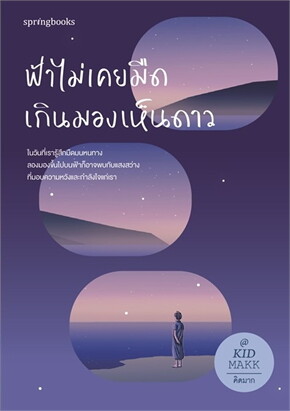 springbooks
ฟ้าไม่เคยมืด
เกินมองเห็นดาว
ในวันที่เรารู้สึกมืดมนหนทาง
ลองมองขึ้นไปบนฟ้าก็อาจพบกับแสงสว่าง
ที่มอบความหวังและกำลังใจแก่เรา
@
KID
MAKK
คิดมาก